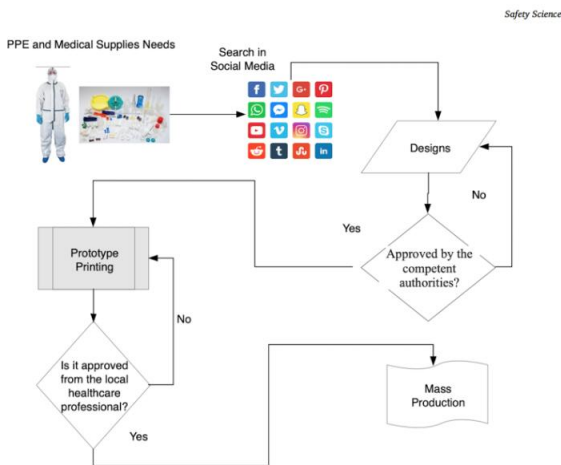 Safety Science
PPE and Medical Supplies Needs
Search in
Social Media
Designs
No
Yes
Approved by the
competent
authorities?
Prototype
Printing
No
Is it approved
from the local
healthcare
professional?
Yes
Mass
Production